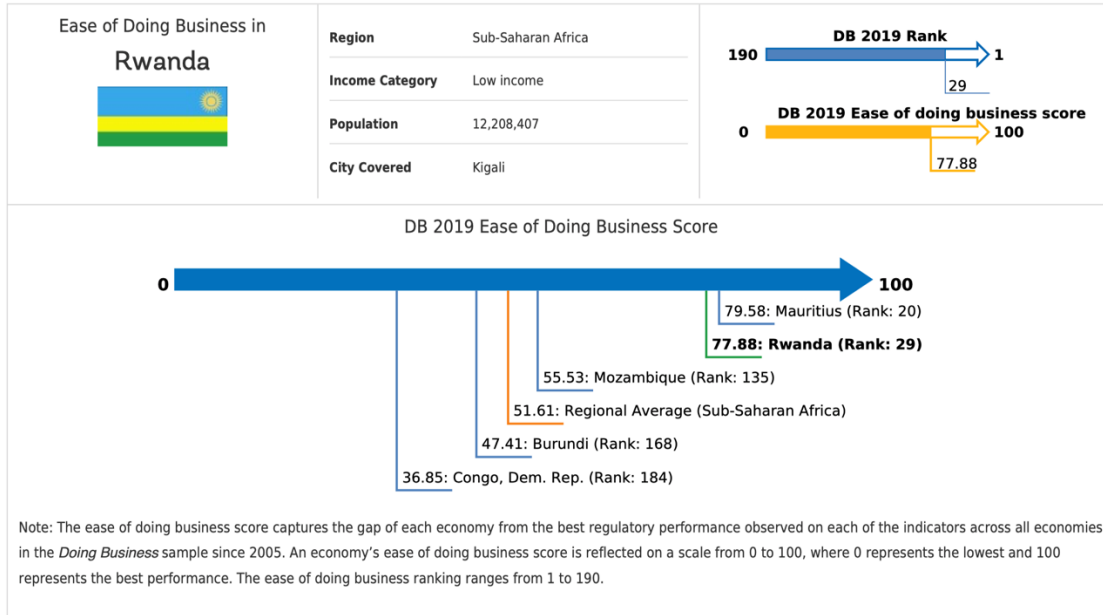 Ease of Doing Business in
Rwanda
Region Sub-Saharan Africa
Income Category Low income
Population 12,208,407
City Covered Kigali
DB 2019 Rank
190 1
29
DB 2019 Ease of doing business score
0 100
77.88
DB 2019 Ease of Doing Business Score
0 100
79.58: Mauritius (Rank: 20)
77.88: Rwanda (Rank: 29)
55.53: Mozambique (Rank: 135)
51.61: Regional Average (Sub-Saharan Africa)
47.41: Burundi (Rank: 168)
36.85: Congo, Dem. Rep. (Rank: 184)
Note: The ease of doing business score captures the gap of each economy from the best regulatory performance observed on each of the indicators across all economies
in the Doing Business sample since 2005. An economy’s ease of doing business score is reflected on a scale from 0 to 100, where 0 represents the lowest and 100
represents the best performance. The ease of doing business ranking ranges from 1 to 190.